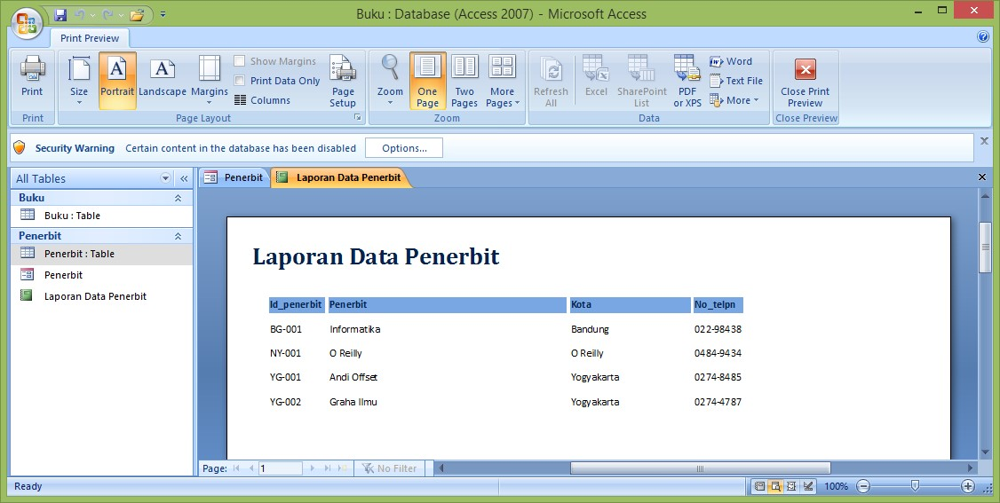 Buku : Database (Access 2007) - Microsoft Access
Print Preview
Print
Size
Portrait
Landscape
Margins
Show Margins
Print Data Only
Columns
Page Setup
Zoom
One Page
Two Pages
More Pages
Refresh All
Excel
SharePoint List
PDF or XPS
Word
Text File
More
Close Print Preview
Print
Page Layout
Zoom
Data
Close Preview
Security Warning Certain content in the database has been disabled Options...
All Tables
Buku
Buku : Table
Penerbit
Penerbit : Table
Penerbit
Laporan Data Penerbit
Penerbit Laporan Data Penerbit
Laporan Data Penerbit
Id_penerbit Penerbit Kota No_telpn
BG-001 Informatika Bandung 022-98438
NY-001 O Reilly O Reilly 0484-9434
YG-001 Andi Offset Yogyakarta 0274-8485
YG-002 Graha Ilmu Yogyakarta 0274-4787
Page: 1 No Filter
Ready 100%